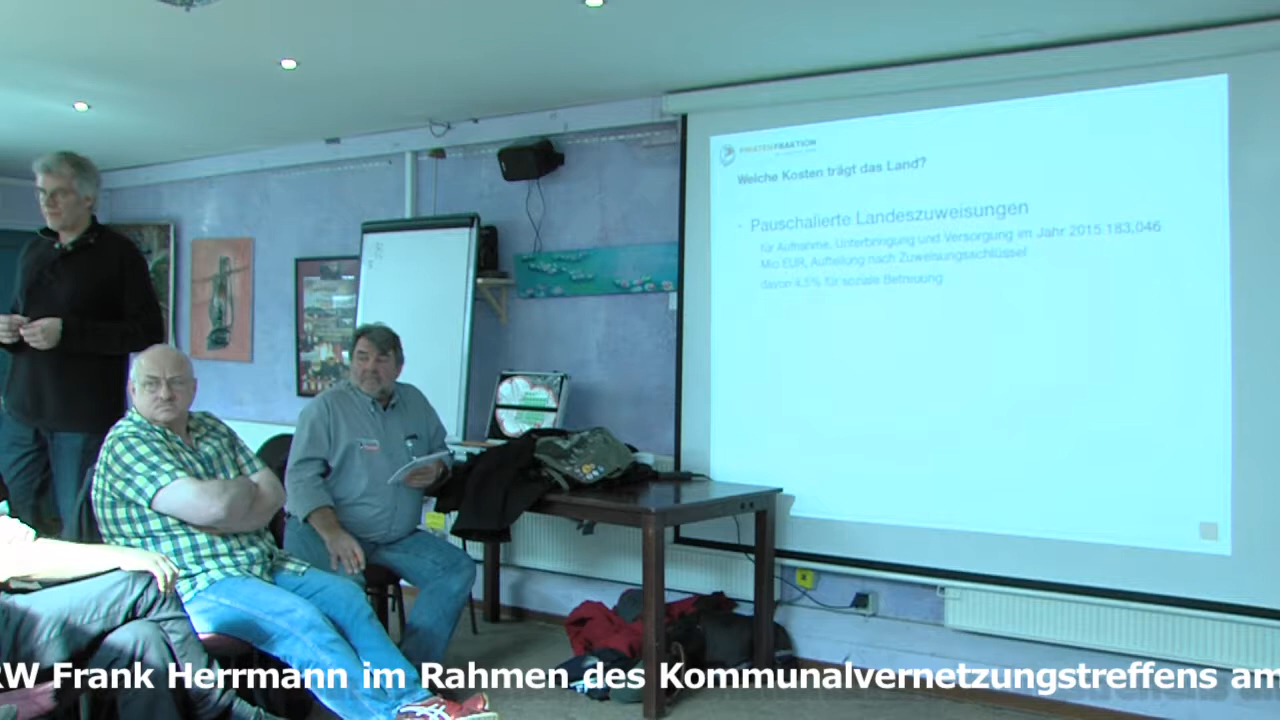 PIRATENFRAKTION
Welche Kosten trägt das Land?
- Pauschalierte Landeszuweisungen
für Aufnahme, Unterbringung und Versorgung im Jahr 2015 183,046
Mio EUR, Aufteilung nach Zuweisungsschlüssel
davon 4,5% für soziale Betreuung
RW Frank Herrmann im Rahmen des Kommunalvernetzungstreffens am